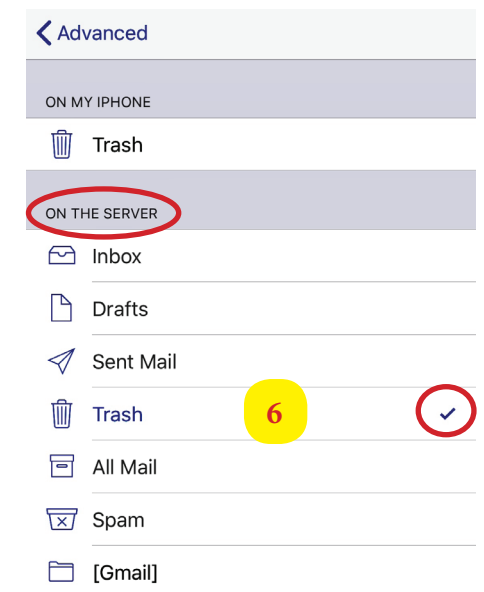 Advanced
ON MY IPHONE
Trash
ON THE SERVER
Inbox
Drafts
Sent Mail
Trash 6
All Mail
Spam
[Gmail]